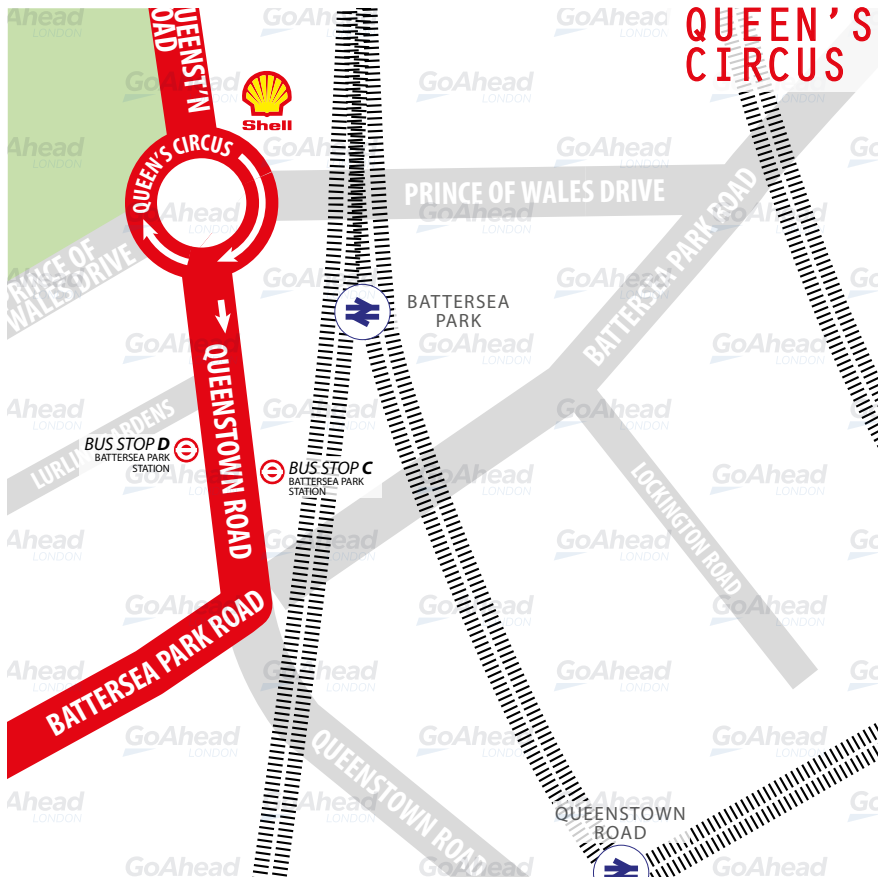 QUEEN'S
CIRCUS
QUEENST'N
ROAD
Shell
QUEEN'S CIRCUS
PRINCE OF WALES DRIVE
PRINCE OF
WALES DRIVE
BATTERSEA PARK ROAD
BATTERSEA
PARK
QUEENSTOWN ROAD
BUS STOP D
BATTERSEA PARK
STATION
BUS STOP C
BATTERSEA PARK
STATION
LOCKINGTON ROAD
BATTERSEA PARK ROAD
QUEENSTOWN ROAD
QUEENSTOWN
ROAD
GoAhead
LONDON